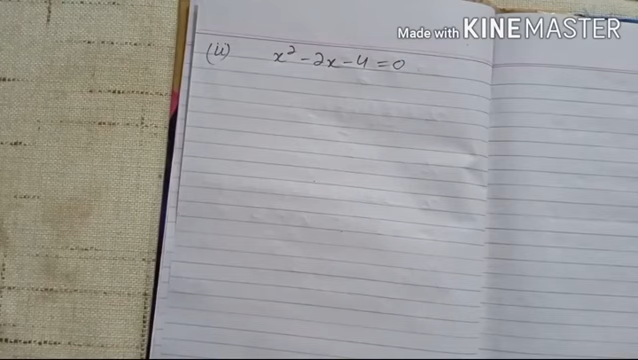 Made with KINEMASTER
(ii) x² - 2x - 4 = 0